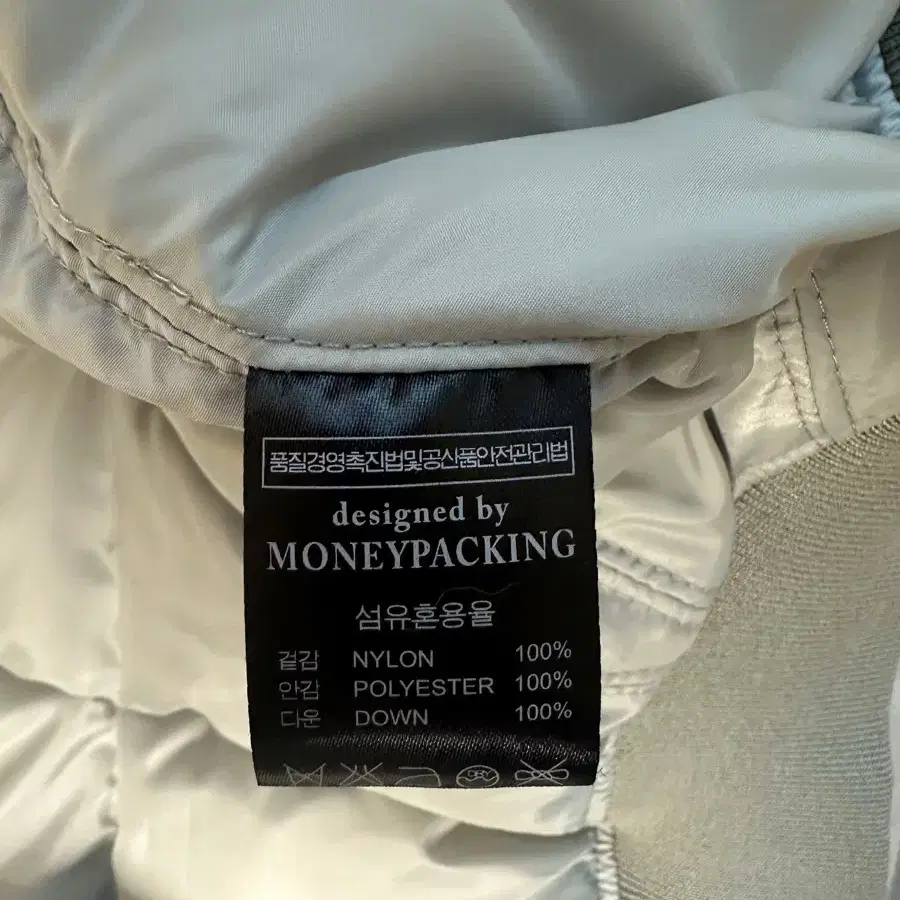 품질경영촉진법및공산품안전관리법
designed by
MONEYPACKING
섬유혼용율
겉감 NYLON 100%
안감 POLYESTER 100%
다운 DOWN 100%
DRY